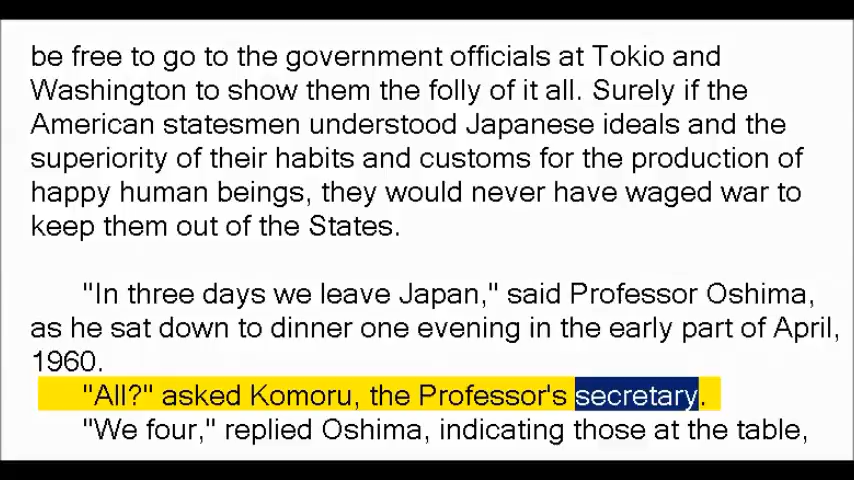 be free to go to the government officials at Tokio and
Washington to show them the folly of it all. Surely if the
American statesmen understood Japanese ideals and the
superiority of their habits and customs for the production of
happy human beings, they would never have waged war to
keep them out of the States.
"In three days we leave Japan," said Professor Oshima,
as he sat down to dinner one evening in the early part of April,
1960.
"All?" asked Komoru, the Professor's secretary.
"We four," replied Oshima, indicating those at the table,